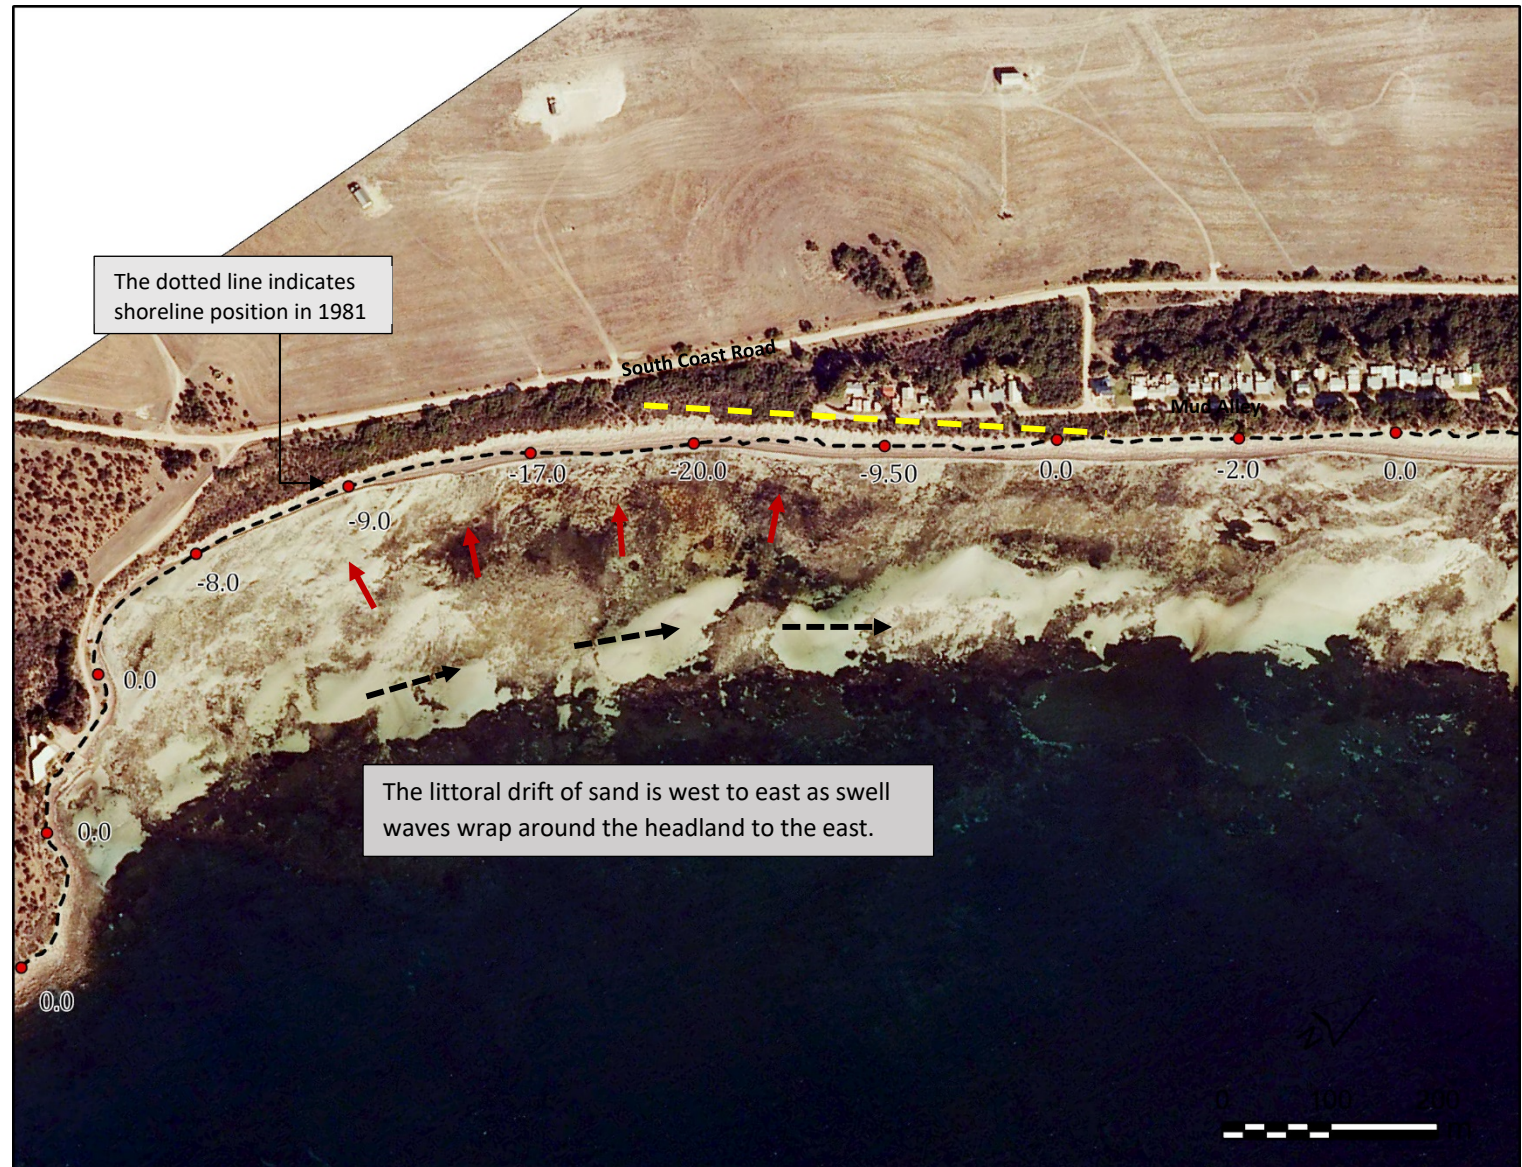 The dotted line indicates
shoreline position in 1981
South Coast Road
Mud Alley
-17.0
-20.0
-9.50
0.0
-2.0
0.0
-9.0
-8.0
0.0
The littoral drift of sand is west to east as swell
waves wrap around the headland to the east.
0.0
0.0
0 100 200